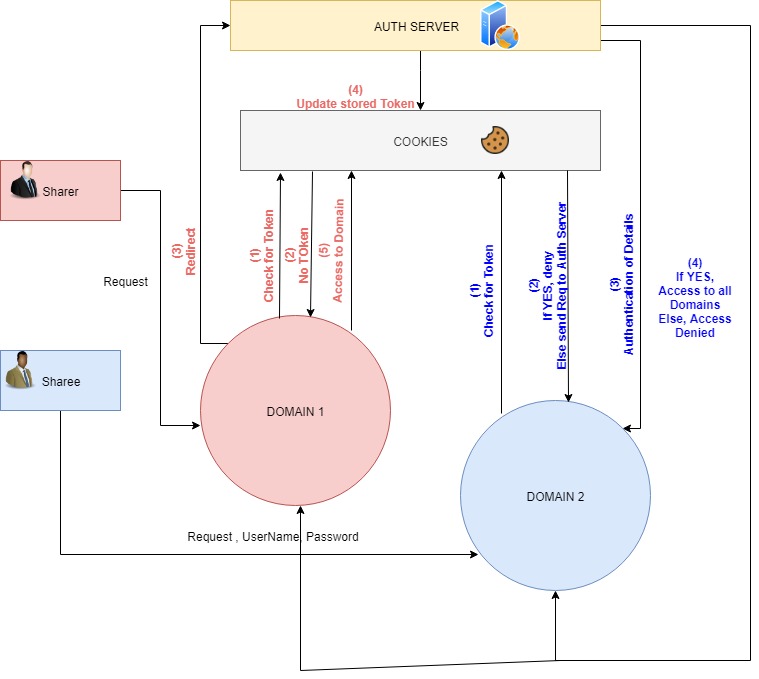 AUTH SERVER
(4)
Update stored Token
COOKIES
Sharer
Request
(3)
Redirect
(1)
Check for Token
(2)
No TOken
(5)
Access to Domain
(1)
Check for Token
(2)
If YES, deny
Else send Req to Auth Server
(3)
Authentication of Details
(4)
If YES,
Access to all
Domains
Else, Access
Denied
Sharee
DOMAIN 1
DOMAIN 2
Request , UserName, Password